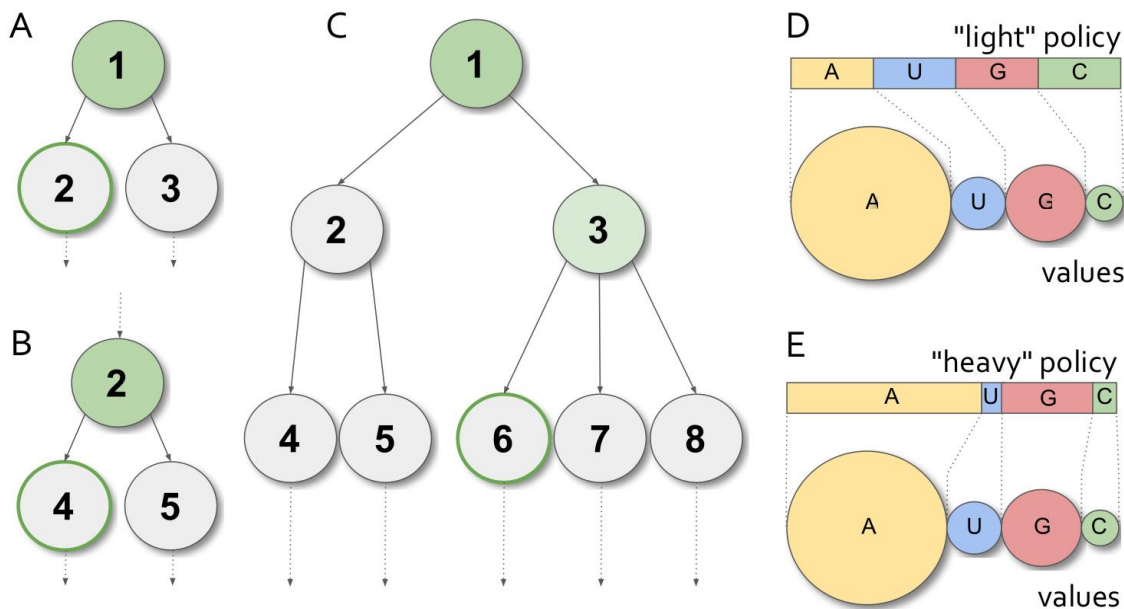 A
1
2 3
B
2
4 5
C
1
2 3
4 5 6 7 8
D
"light" policy
A U G C
A U G C
values
E
"heavy" policy
A U G C
A U G C
values